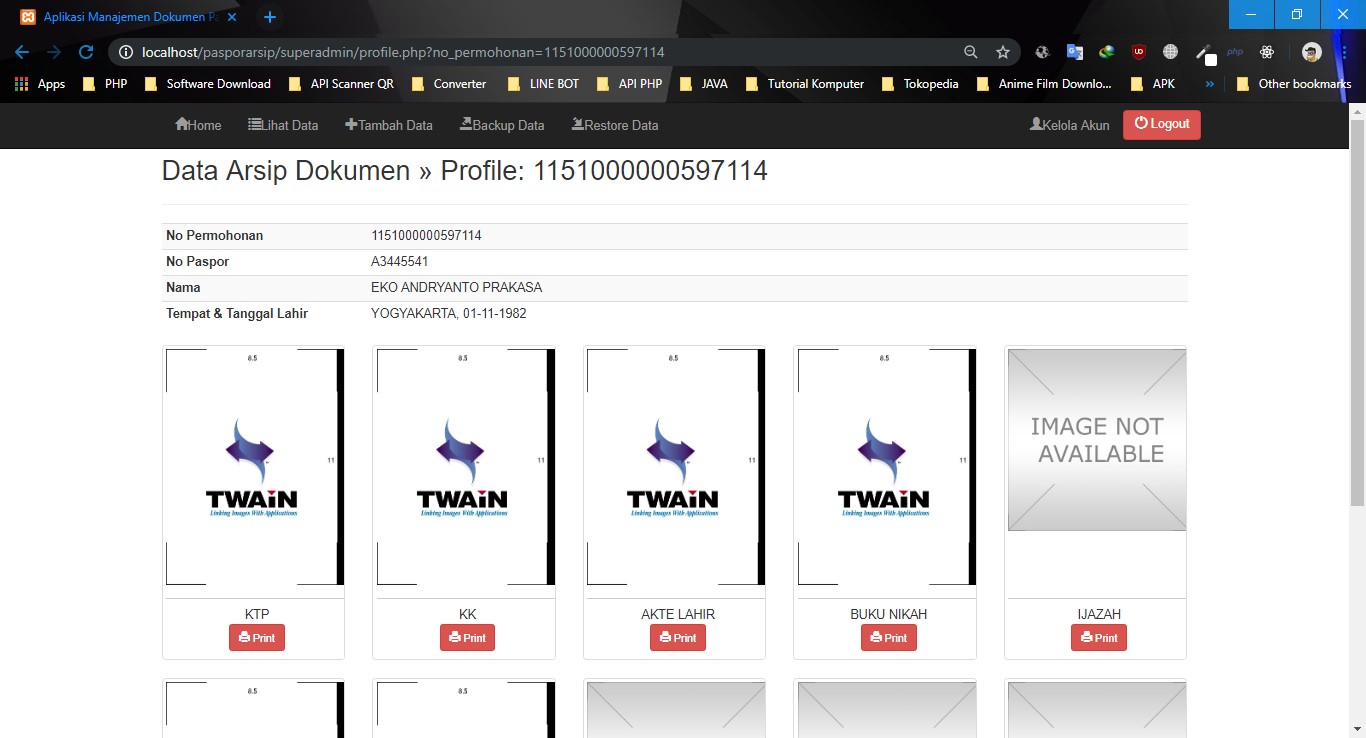 Aplikasi Manajemen Dokumen Pa
localhost/pasporarsip/superadmin/profile.php?no_permohonan=1151000000597114
Apps PHP Software Download API Scanner QR Converter LINE BOT API PHP JAVA Tutorial Komputer Tokopedia Anime Film Downlo... APK » Other bookmarks
Home Lihat Data Tambah Data Backup Data Restore Data Kelola Akun Logout
Data Arsip Dokumen » Profile: 1151000000597114
No Permohonan 1151000000597114
No Paspor A3445541
Nama EKO ANDRYANTO PRAKASA
Tempat & Tanggal Lahir YOGYAKARTA, 01-11-1982
8.5 8.5 8.5 8.5
IMAGE NOT
AVAILABLE
11 11 11 11
TWAIN TWAIN TWAIN TWAIN
Linking Images With Applications Linking Images With Applications Linking Images With Applications Linking Images With Applications
KTP KK AKTE LAHIR BUKU NIKAH IJAZAH
Print Print Print Print Print
8.5 8.5